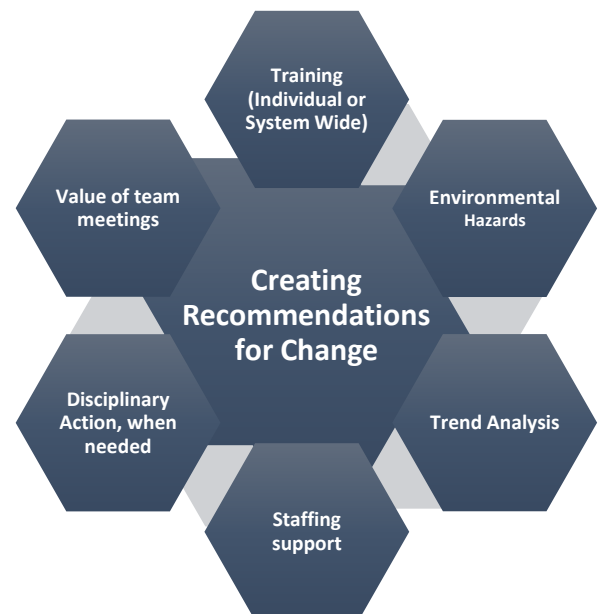 Training
(Individual or
System Wide)
Value of team
meetings
Environmental
Hazards
Creating
Recommendations
for Change
Disciplinary
Action, when
needed
Trend Analysis
Staffing
support